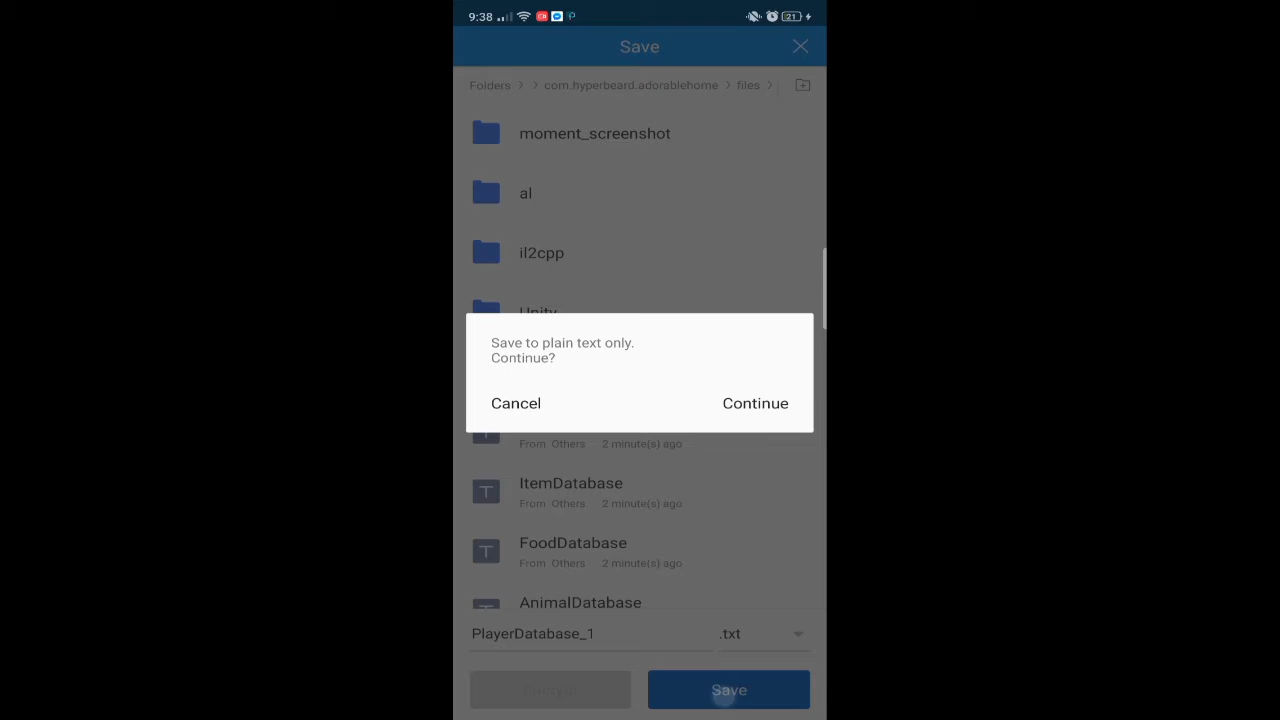 9:38
21
Save
Folders > > com.hyperbeard.adorablehome > files >
moment_screenshot
al
il2cpp
Unity
Save to plain text only.
Continue?
Cancel Continue
From Others 2 minute(s) ago
T ItemDatabase
From Others 2 minute(s) ago
T FoodDatabase
From Others 2 minute(s) ago
AnimalDatabase
PlayerDatabase_1 .txt
Encrypt Save